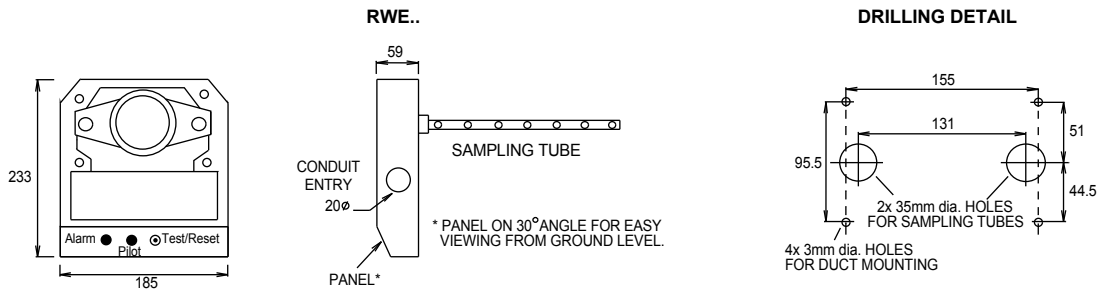 RWE..
DRILLING DETAIL
233
Alarm
Pilot
Test/Reset
185
59
SAMPLING TUBE
CONDUIT
ENTRY
20ø
* PANEL ON 30° ANGLE FOR EASY
VIEWING FROM GROUND LEVEL.
PANEL*
155
131
51
95.5
44.5
2x 35mm dia. HOLES
FOR SAMPLING TUBES
4x 3mm dia. HOLES
FOR DUCT MOUNTING